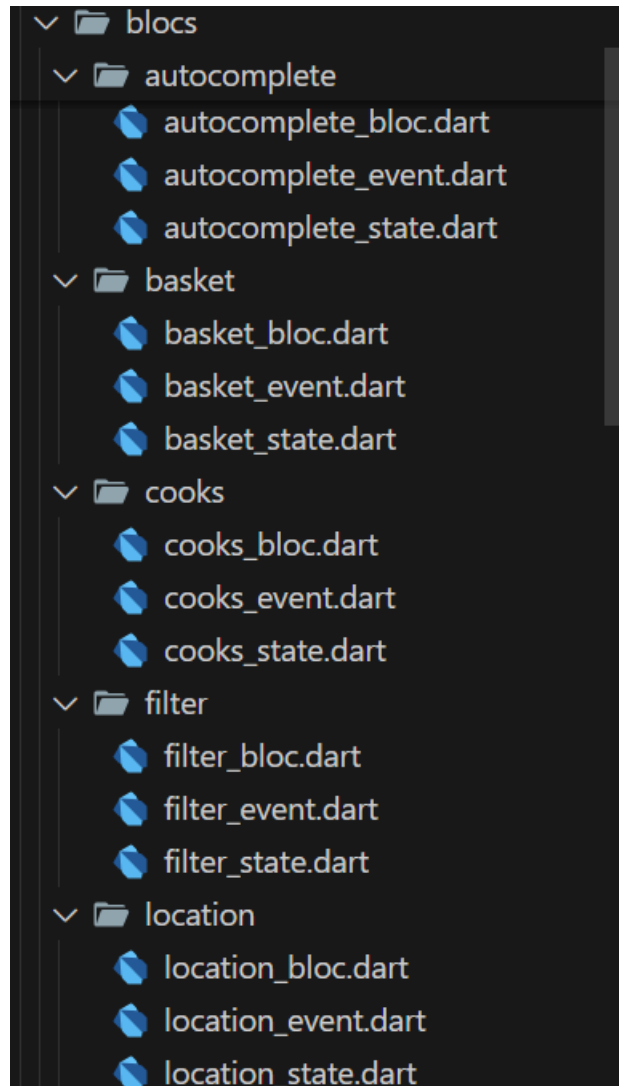 blocs
autocomplete
autocomplete_bloc.dart
autocomplete_event.dart
autocomplete_state.dart
basket
basket_bloc.dart
basket_event.dart
basket_state.dart
cooks
cooks_bloc.dart
cooks_event.dart
cooks_state.dart
filter
filter_bloc.dart
filter_event.dart
filter_state.dart
location
location_bloc.dart
location_event.dart
location_state.dart